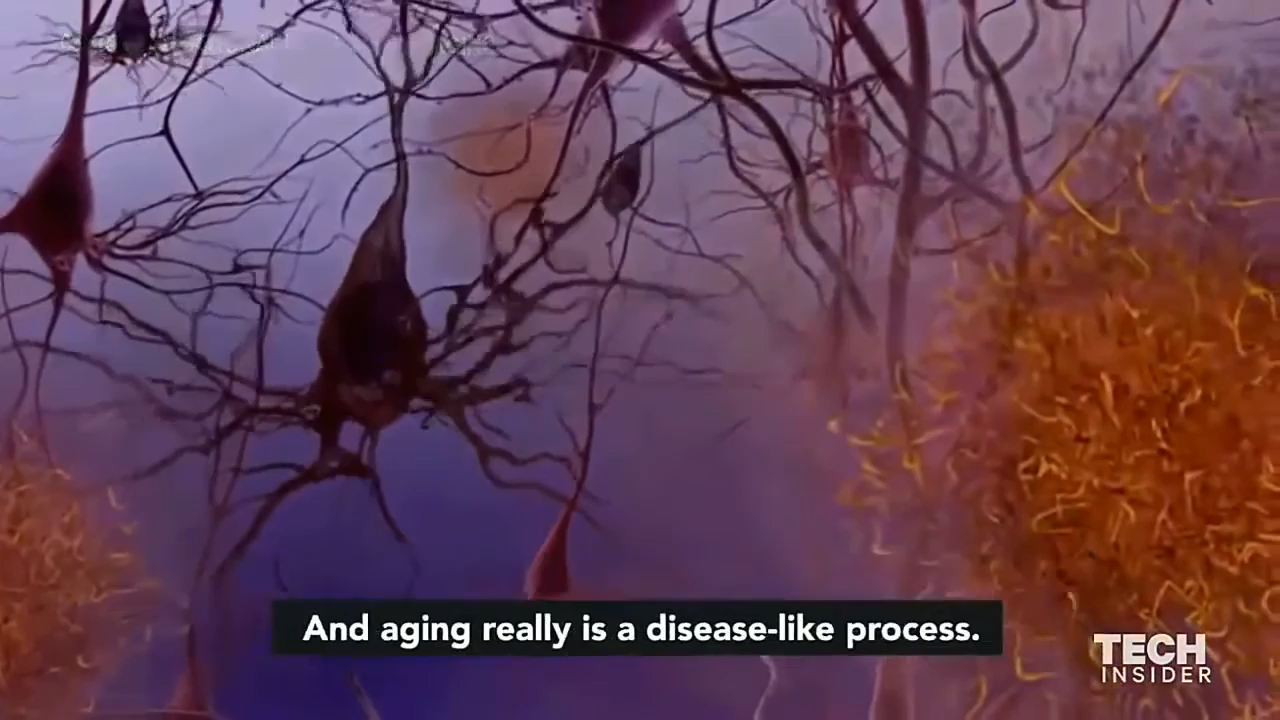 And aging really is a disease-like process.
TECH
INSIDER